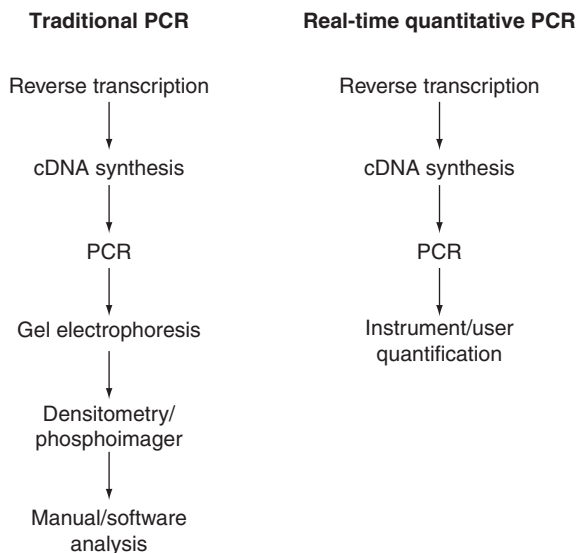 Traditional PCR
Reverse transcription
cDNA synthesis
PCR
Gel electrophoresis
Densitometry/
phosphoimager
Manual/software
analysis
Real-time quantitative PCR
Reverse transcription
cDNA synthesis
PCR
Instrument/user
quantification